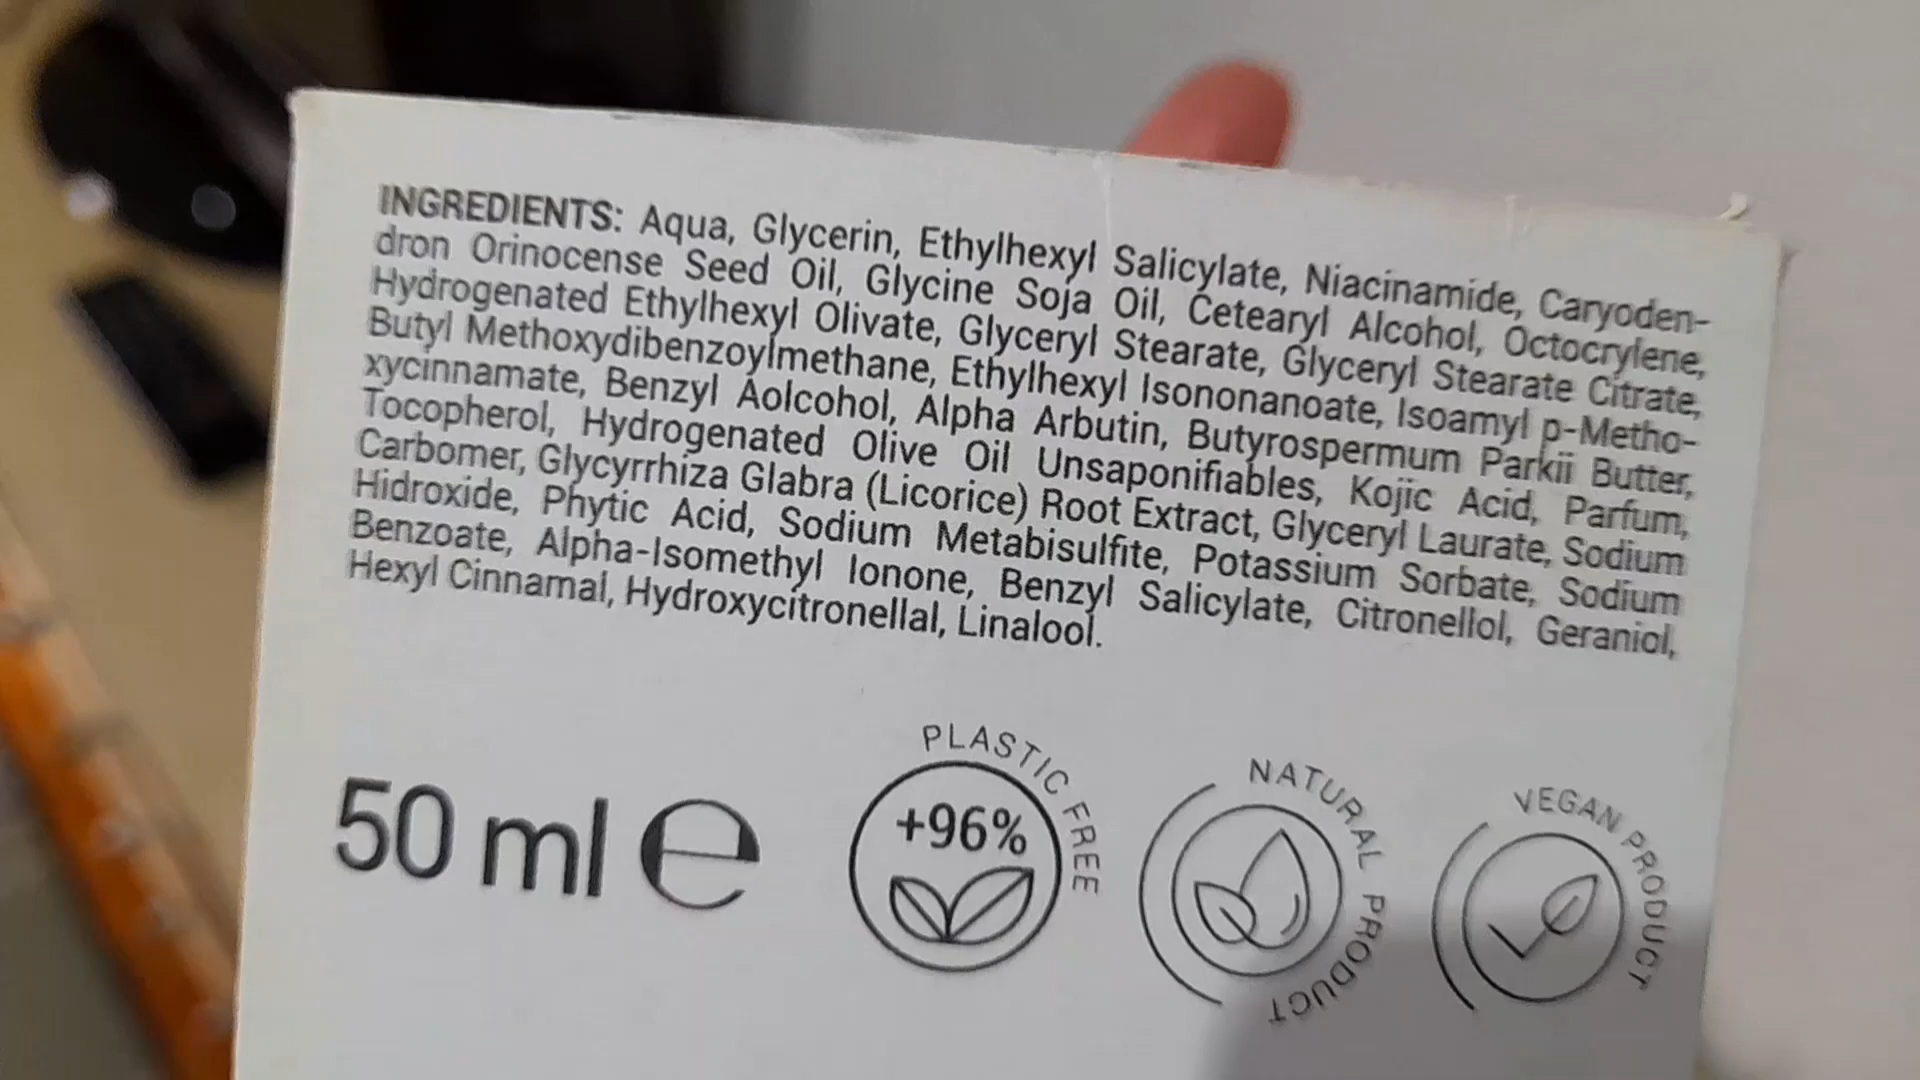 INGREDIENTS: Aqua, Glycerin, Ethylhexyl Salicylate, Niacinamide, Caryoden-
dron Orinocense Seed Oil, Glycine Soja Oil, Cetearyl Alcohol, Octocrylene,
Hydrogenated Ethylhexyl Olivate, Glyceryl Stearate, Glyceryl Stearate Citrate,
Butyl Methoxydibenzoylmethane, Ethylhexyl Isononanoate, Isoamyl p-Metho-
xycinnamate, Benzyl Aolcohol, Alpha Arbutin, Butyrospermum Parkii Butter,
Tocopherol, Hydrogenated Olive Oil Unsaponifiables, Kojic Acid, Parfum,
Carbomer, Glycyrrhiza Glabra (Licorice) Root Extract, Glyceryl Laurate, Sodium
Hidroxide, Phytic Acid, Sodium Metabisulfite, Potassium Sorbate, Sodium
Benzoate, Alpha-Isomethyl Ionone, Benzyl Salicylate, Citronellol, Geraniol,
Hexyl Cinnamal, Hydroxycitronellal, Linalool.
50 ml e
PLASTIC FREE
+96%
NATURAL PRODUCT
VEGAN PRODUCT